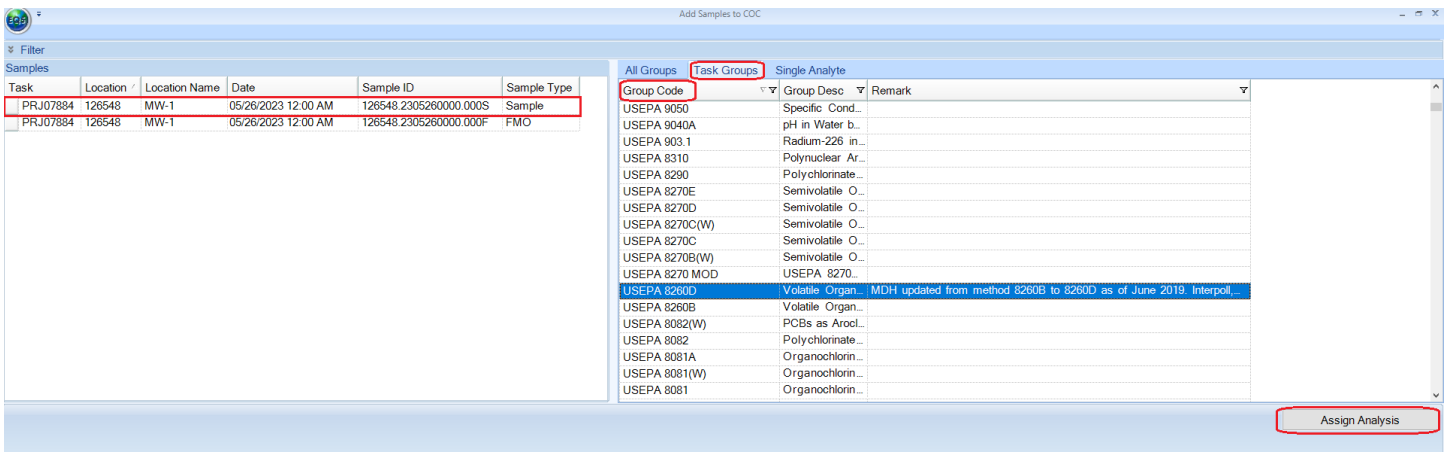 EQS
Add Samples to COC
Filter
Samples
Task Location Location Name Date Sample ID Sample Type
PRJ07884 126548 MW-1 05/26/2023 12:00 AM 126548.2305260000.000S Sample
PRJ07884 126548 MW-1 05/26/2023 12:00 AM 126548.2305260000.000F FMO
All Groups Task Groups Single Analyte
Group Code Group Desc Remark
USEPA 9050 Specific Cond...
USEPA 9040A pH in Water b...
USEPA 903.1 Radium-226 in...
USEPA 8310 Polynuclear Ar...
USEPA 8290 Polychlorinate...
USEPA 8270E Semivolatile O...
USEPA 8270D Semivolatile O...
USEPA 8270C(W) Semivolatile O...
USEPA 8270C Semivolatile O...
USEPA 8270B(W) Semivolatile O...
USEPA 8270 MOD USEPA 8270...
USEPA 8260D Volatile Organ... MDH updated from method 8260B to 8260D as of June 2019. Interpoll,...
USEPA 8260B Volatile Organ...
USEPA 8082(W) PCBs as Arocl...
USEPA 8082 Polychlorinate...
USEPA 8081A Organochlorin...
USEPA 8081(W) Organochlorin...
USEPA 8081 Organochlorin...
Assign Analysis